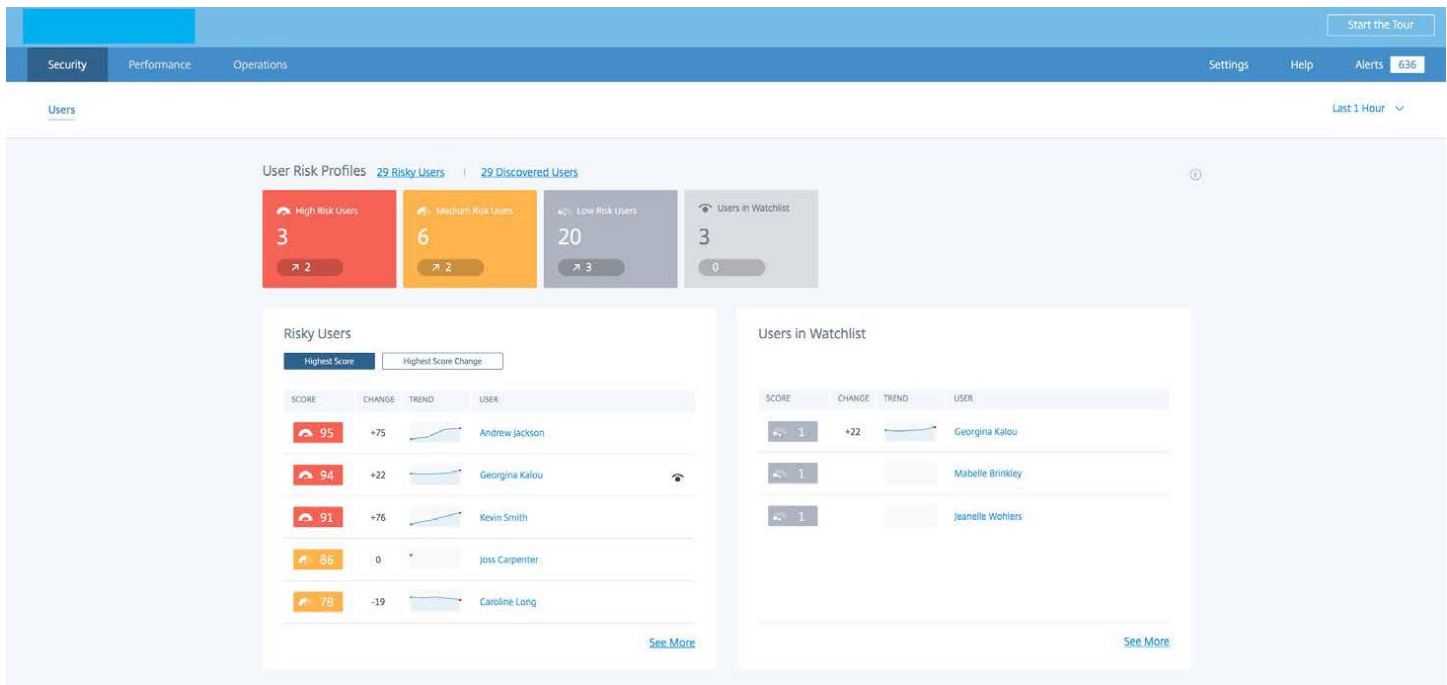 Start the Tour
Security Performance Operations Settings Help Alerts 636
Users Last 1 Hour
User Risk Profiles 29 Risky Users | 29 Discovered Users
High Risk Users Medium Risk Users Low Risk Users Users in Watchlist
3 6 20 3
2 2 3 0
Risky Users
Highest Score Highest Score Change
SCORE CHANGE TREND USER
95 +75 Andrew Jackson
94 +22 Georgina Kalou
91 +76 Kevin Smith
86 0 Joss Carpenter
78 -19 Caroline Long
See More
Users in Watchlist
SCORE CHANGE TREND USER
1 +22 Georgina Kalou
1 Mabelle Brinkley
1 Jeanelle Wohlers
See More